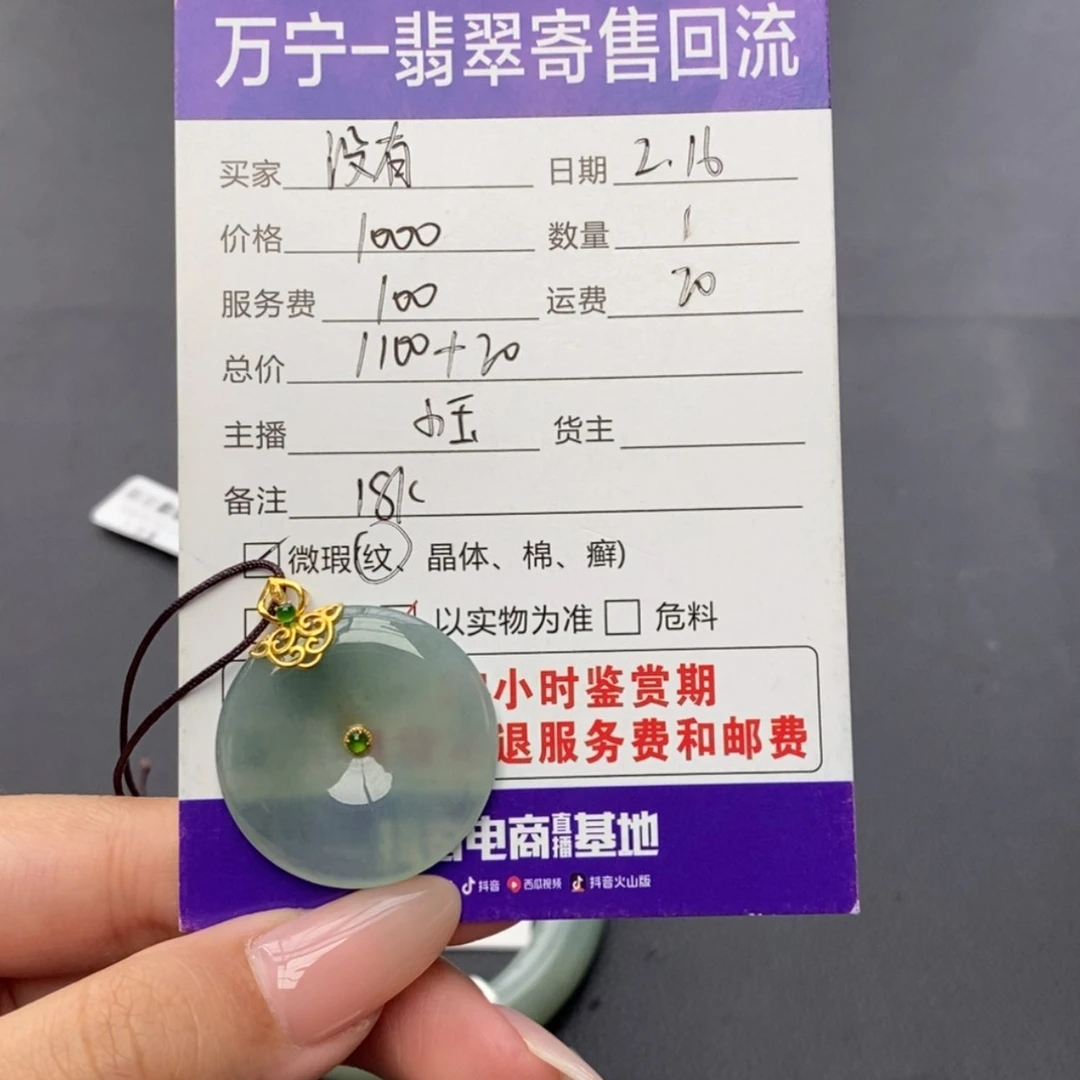 万宁-翡翠寄售回流
买家 没有 日期 2.16
价格 1000 数量 1
服务费 100 运费 20
总价 1100+20
主播 小玉 货主
备注 18K
微瑕(纹、晶体、棉、癣)
以实物为准 危料
小时鉴赏期
退服务费和邮费
电商直播基地
抖音 西瓜视频 抖音火山版